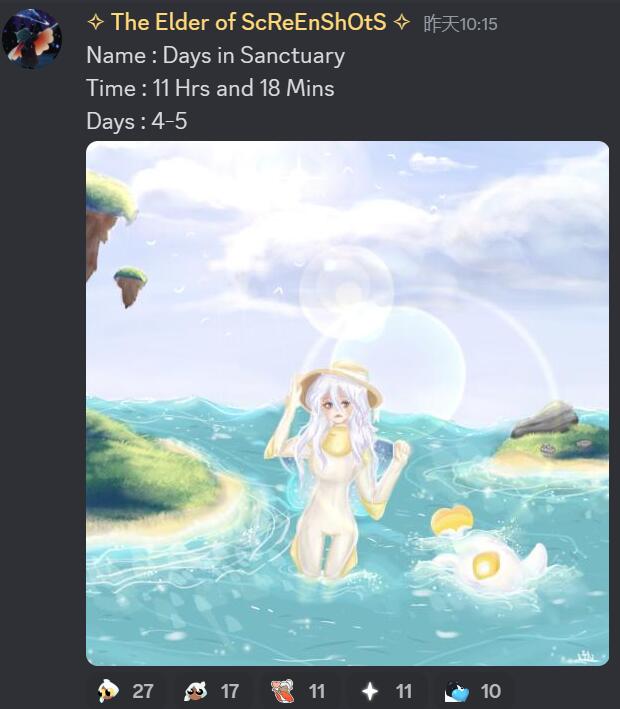 ✧ The Elder of ScReEnShOtS ✧ 昨天10:15
Name : Days in Sanctuary
Time : 11 Hrs and 18 Mins
Days : 4-5
27 17 11 11 10